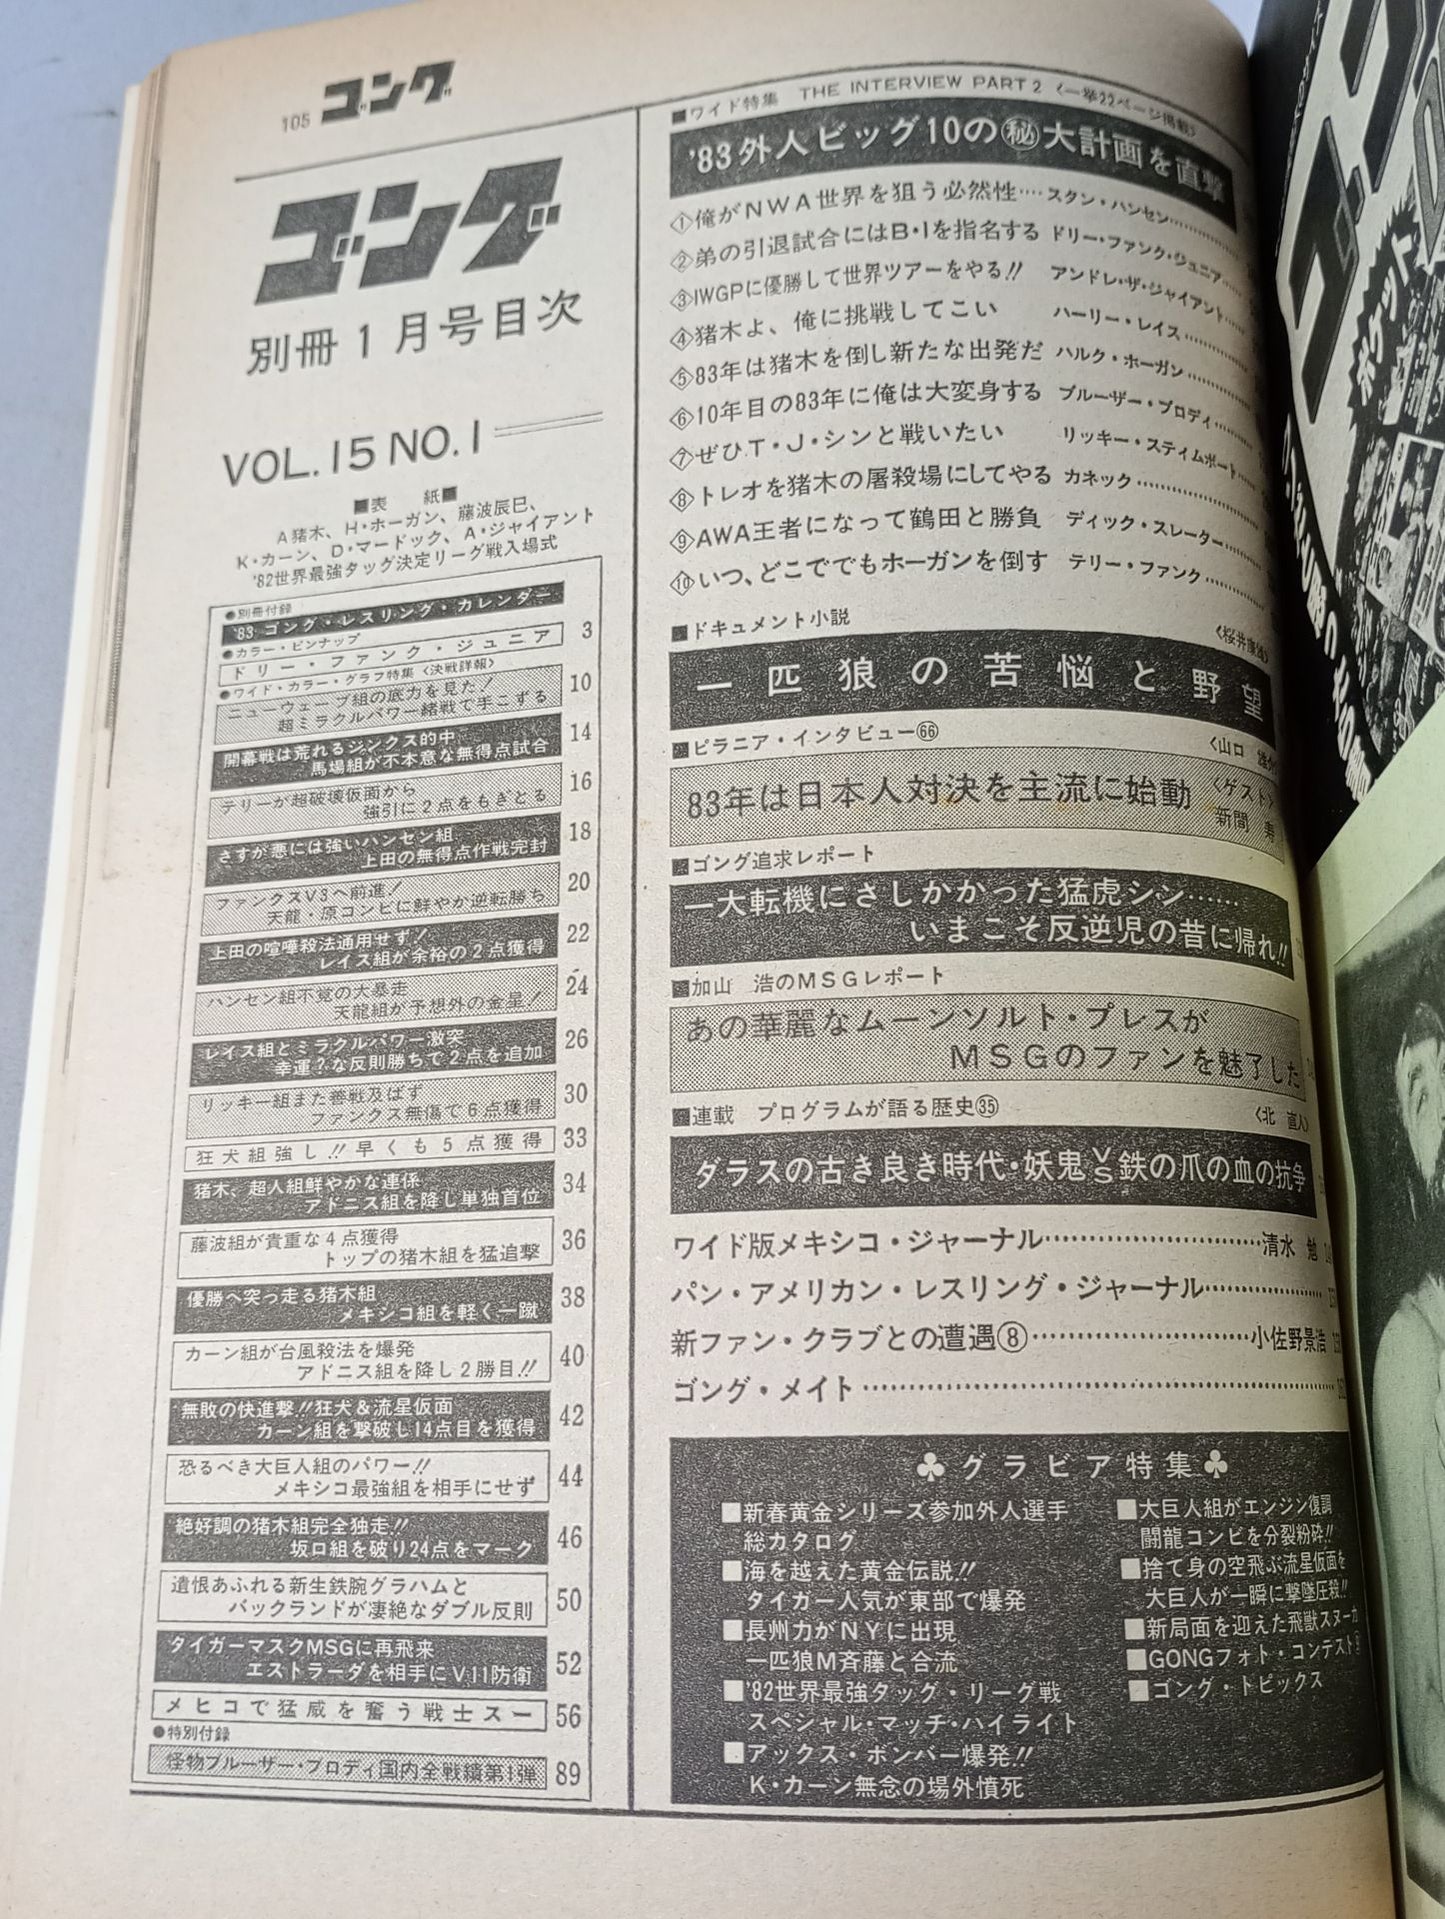 105 ゴング
ゴング
別冊1月号目次
VOL.15 NO.1
■表　紙■
A猪木、H・ホーガン、藤波辰巳、
K・カーン、D・マードック、A・ジャイアント
'82世界最強タッグ決定リーグ戦入場式
●別冊付録
'83ゴング・レスリング・カレンダー
●カラー・ピンナップ
ドリー・ファンク・ジュニア 3
●ワイド・カラー・グラフ特集〈決戦詳報〉
ニューウェーブ組の底力を見た！
超ミラクルパワー緒戦で手こずる 10
開幕戦は荒れるジンクス的中
馬場組が不本意な無得点試合 14
テリーが超破壊仮面から
強引に2点をもぎとる 16
さすが悪には強いハンセン組
上田の無得点作戦完封 18
ファンクスV3へ前進！
天龍・原コンビに鮮やか逆転勝ち 20
上田の喧嘩殺法通用せず！
レイス組が余裕の2点獲得 22
ハンセン組不覚の大暴走
天龍組が予想外の金星！ 24
レイス組とミラクルパワー激突
幸運？な反則勝ちで2点を追加 26
リッキー組また善戦及ばず
ファンクス無傷で6点獲得 30
狂犬組強し!!早くも5点獲得 33
猪木、超人組鮮やかな連係
アドニス組を降し単独首位 34
藤波組が貴重な4点獲得
トップの猪木組を猛追撃 36
優勝へ突っ走る猪木組
メキシコ組を軽く一蹴 38
カーン組が台風殺法を爆発
アドニス組を降し2勝目!! 40
無敗の快進撃!!狂犬&流星仮面
カーン組を撃破し14点目を獲得 42
恐るべき大巨人組のパワー!!
メキシコ最強組を相手にせず 44
絶好調の猪木組完全独走!!
坂口組を破り24点をマーク 46
遺恨あふれる新生鉄腕グラハムと
バックランドが凄絶なダブル反則 50
タイガーマスクMSGに再飛来
エストラーダを相手にV.11防衛 52
メヒコで猛威を奮う戦士スー 56
●特別付録
怪物ブルーザー・ブロディ国内全戦績第1弾 89
■ワイド特集　THE INTERVIEW PART2〈一挙22ページ掲載〉
'83外人ビッグ10の㊙大計画を直撃
①俺がNWA世界を狙う必然性…スタン・ハンセン
②弟の引退試合にはB・Iを指名する ドリー・ファンク・ジュニア
③IWGPに優勝して世界ツアーをやる!! アンドレ・ザ・ジャイアント
④猪木よ、俺に挑戦してこい ハーリー・レイス
⑤83年は猪木を倒し新たな出発だ ハルク・ホーガン
⑥10年目の83年に俺は大変身する ブルーザー・ブロディ
⑦ぜひT・J・シンと戦いたい リッキー・スティムボート
⑧トレオを猪木の屠殺場にしてやる カネック
⑨AWA王者になって鶴田と勝負 ディック・スレーター
⑩いつ、どこででもホーガンを倒す テリー・ファンク
■ドキュメント小説
一匹狼の苦悩と野望
■ピラニア・インタビュー66 〈山口
83年は日本人対決を主流に始動 〈ゲスト〉
新間
■ゴング追求レポート
一大転機にさしかかった猛虎シン……
いまこそ反逆児の昔に帰れ!!
■加山　浩のMSGレポート
あの華麗なムーンソルト・プレスが
MSGのファンを魅了した
■連載　プログラムが語る歴史35 〈北　直人〉
ダラスの古き良き時代・妖鬼VS鉄の爪の血の抗争
ワイド版メキシコ・ジャーナル……清水　勉
パン・アメリカン・レスリング・ジャーナル……
新ファン・クラブとの遭遇⑧……小佐野景浩
ゴング・メイト……
♣グラビア特集♣
■新春黄金シリーズ参加外人選手
総カタログ
■海を越えた黄金伝説!!
タイガー人気が東部で爆発
■長州力がNYに出現
一匹狼M斉藤と合流
■'82世界最強タッグ・リーグ戦
スペシャル・マッチ・ハイライト
■アックス・ボンバー爆発!!
K・カーン無念の場外憤死
■大巨人組がエンジン復調
闘龍コンビを分裂粉砕!!
■捨て身の空飛ぶ流星仮面を
大巨人が一瞬に撃墜圧殺!!
■新局面を迎えた飛獣スヌーカ
■GONGフォト・コンテスト
■ゴング・トピックス
ポケット